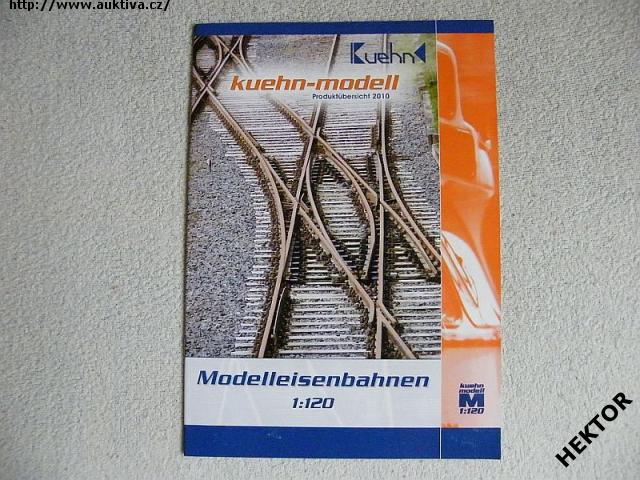 http://www.auktiva.cz/
Kuehn
kuehn-modell
Produktübersicht 2010
Modelleisenbahnen
1:120
kuehn
modell
M
1:120
HEKTOR